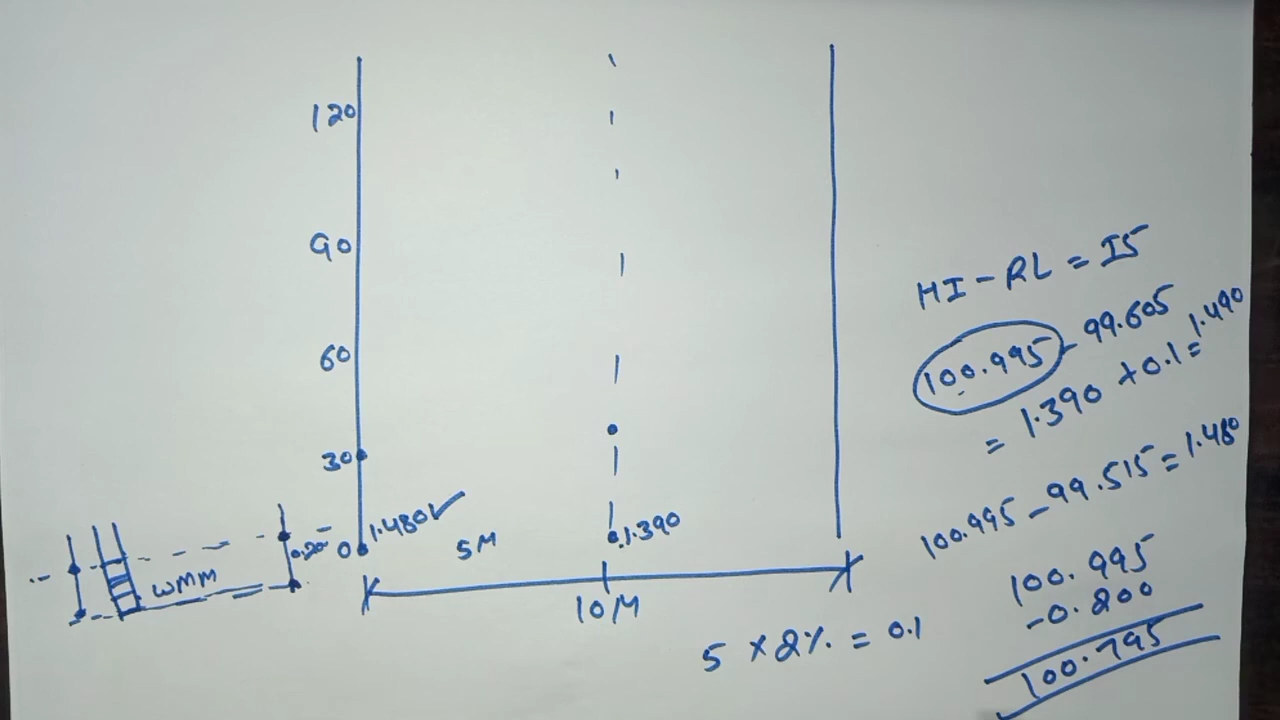 120
90
60
30
0
1.480✓
5M
.1.390
0.20
WMM
10M
5 × 2% = 0.1
HI - RL = IS
100.995 - 99.605
= 1.390 + 0.1 = 1.490
100.995 - 99.515 = 1.480
100.995
-0.200
100.795